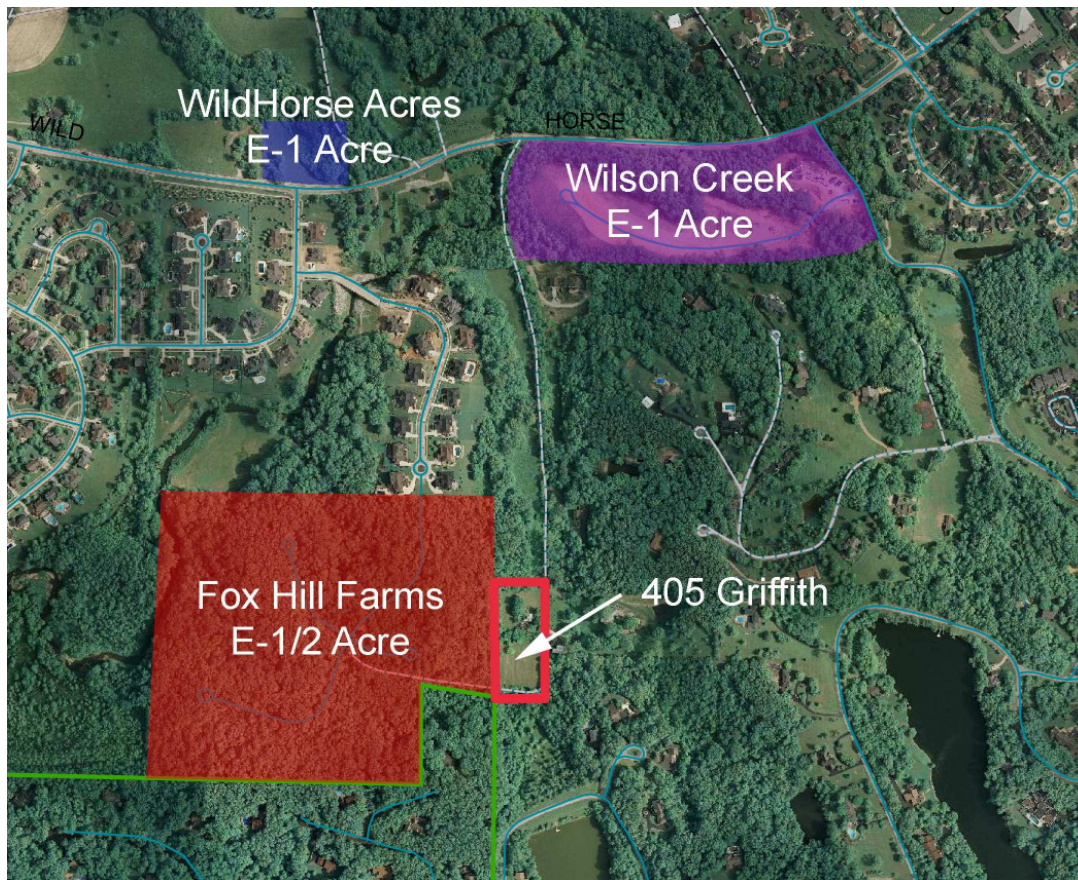 WildHorse Acres
E-1 Acre
WILD
HORSE
Wilson Creek
E-1 Acre
Fox Hill Farms
E-1/2 Acre
405 Griffith